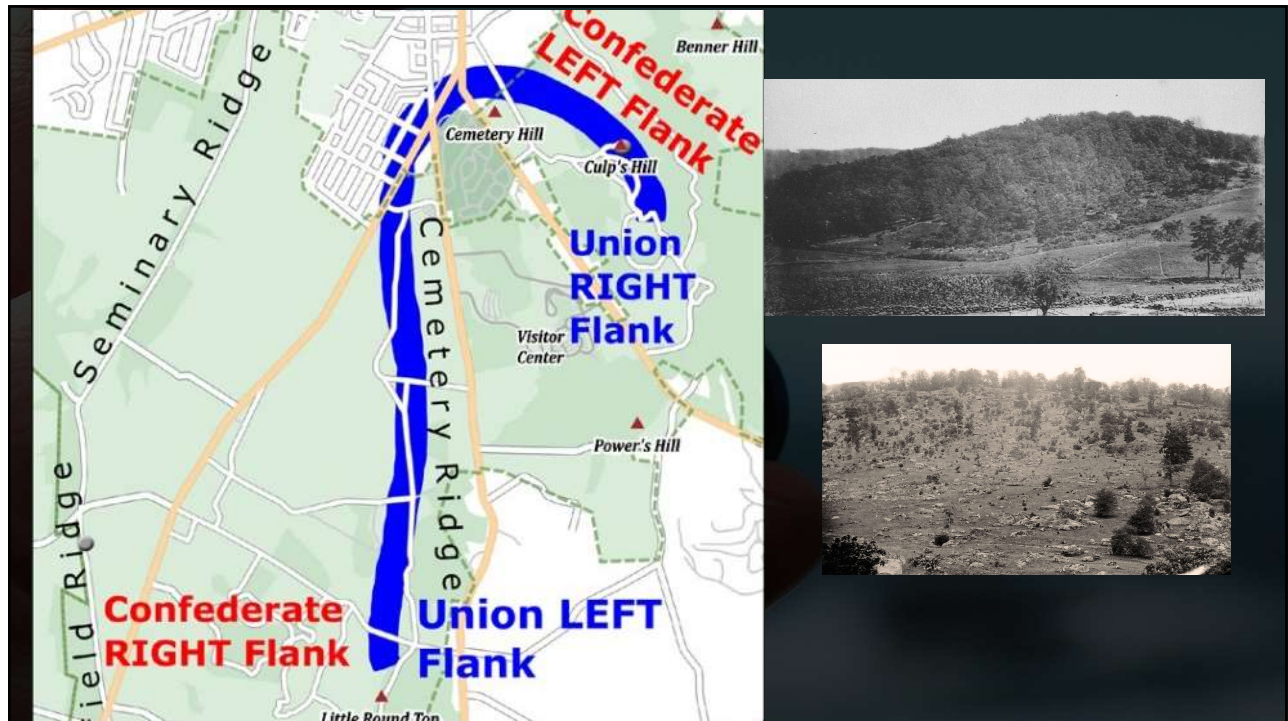 Confederate
LEFT Flank
Benner Hill
Seminary Ridge
Cemetery Hill
Culp's Hill
Union
RIGHT
Flank
Cemetery Ridge
Visitor
Center
Power's Hill
field Ridge
Confederate
RIGHT Flank
Union LEFT
Flank
Little Round Top